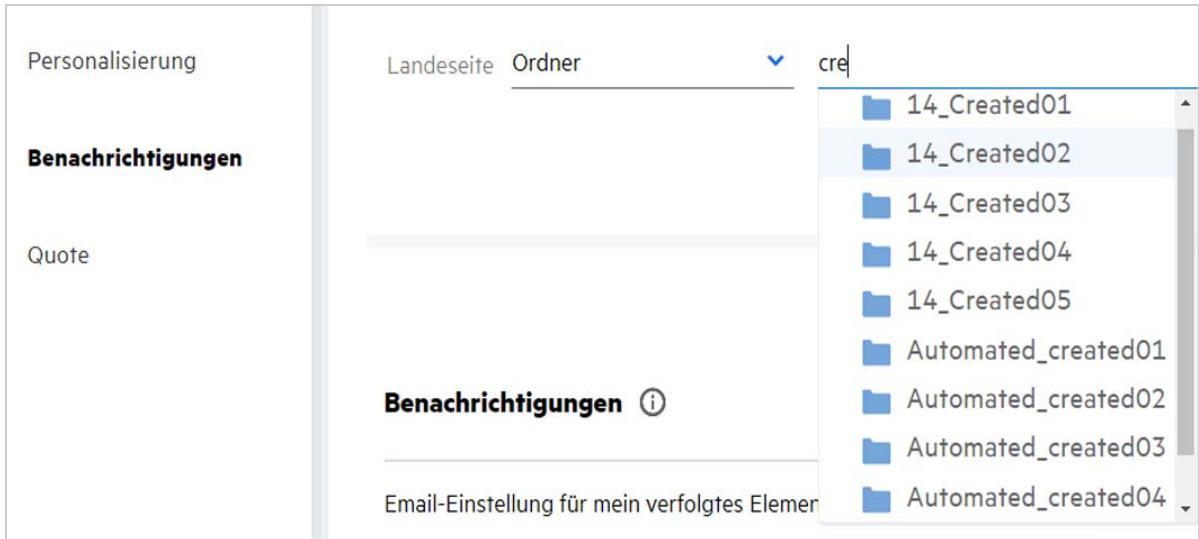 Personalisierung
Benachrichtigungen
Quote
Landeseite Ordner
cre
14_Created01
14_Created02
14_Created03
14_Created04
14_Created05
Automated_created01
Automated_created02
Automated_created03
Automated_created04
Benachrichtigungen
Email-Einstellung für mein verfolgtes Elemen